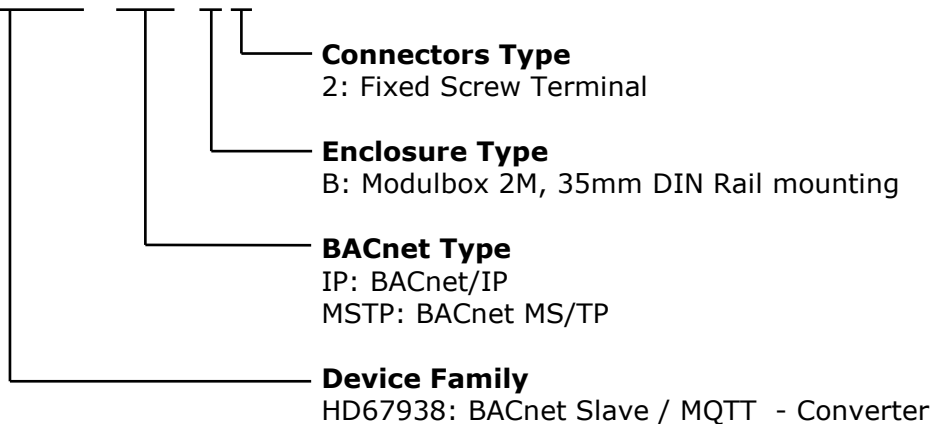 Connectors Type
2: Fixed Screw Terminal
Enclosure Type
B: Modulbox 2M, 35mm DIN Rail mounting
BACnet Type
IP: BACnet/IP
MSTP: BACnet MS/TP
Device Family
HD67938: BACnet Slave / MQTT - Converter